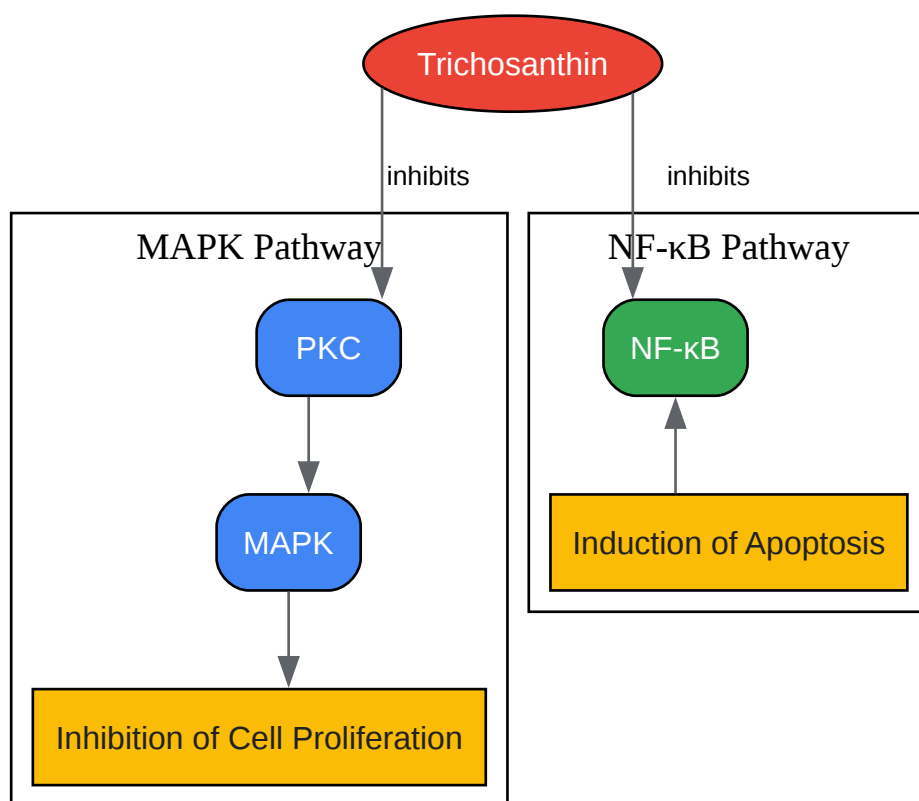 Trichosanthin
inhibits
inhibits
MAPK Pathway
NF-κB Pathway
PKC
NF-κB
MAPK
Induction of Apoptosis
Inhibition of Cell Proliferation